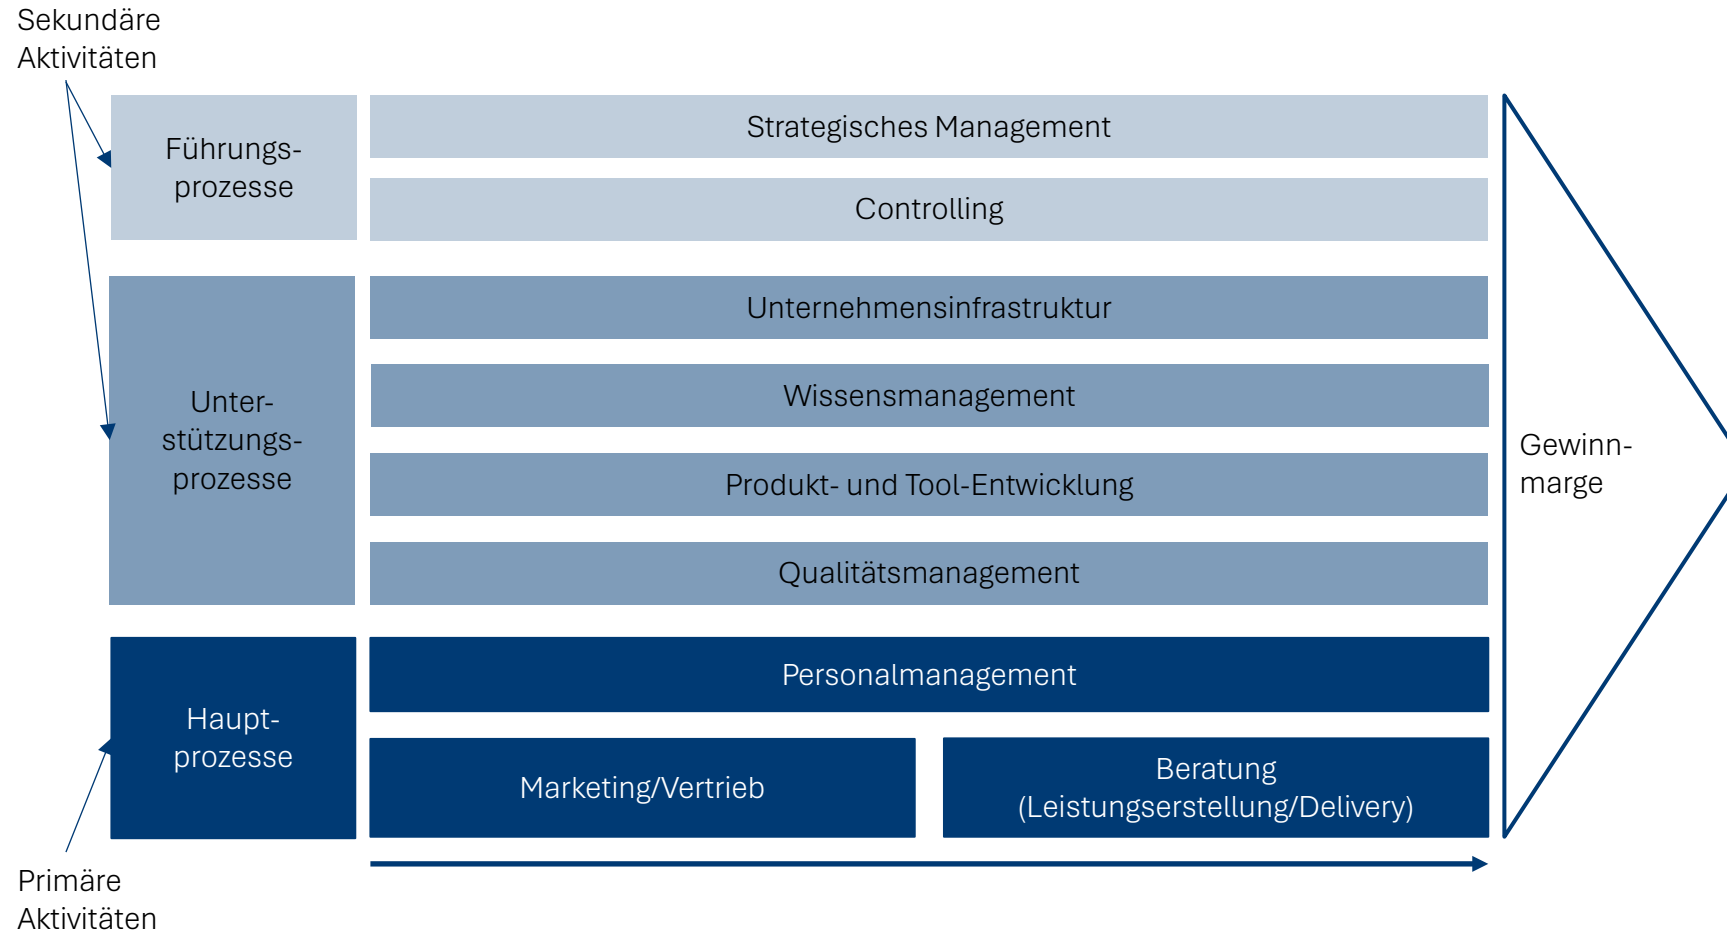 Sekundäre
Aktivitäten
Führungs-
prozesse
Strategisches Management
Controlling
Unter-
stützungs-
prozesse
Unternehmensinfrastruktur
Wissensmanagement
Produkt- und Tool-Entwicklung
Qualitätsmanagement
Haupt-
prozesse
Personalmanagement
Marketing/Vertrieb
Beratung
(Leistungserstellung/Delivery)
Gewinn-
marge
Primäre
Aktivitäten